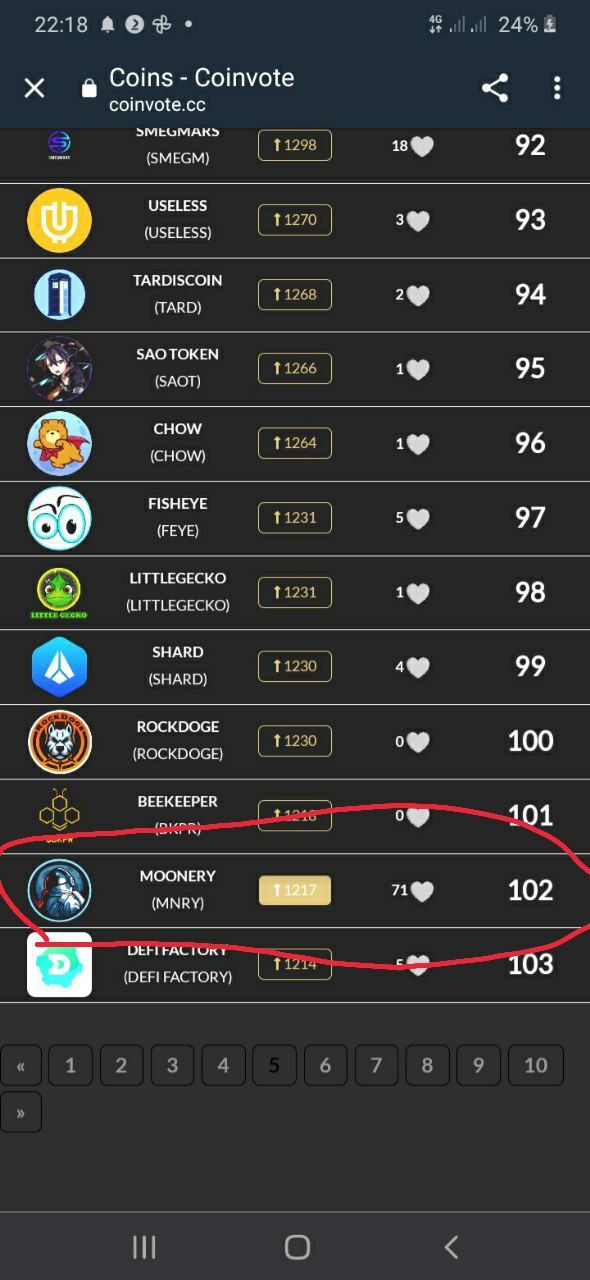 22:18
4G
24%
Coins - Coinvote
coinvote.cc
SMEGMARS
(SMEGM)
1298
18
92
USELESS
(USELESS)
1270
3
93
TARDISCOIN
(TARD)
1268
2
94
SAO TOKEN
(SAOT)
1266
1
95
CHOW
(CHOW)
1264
1
96
FISHEYE
(FEYE)
1231
5
97
LITTLE GECKO
LITTLEGECKO
(LITTLEGECKO)
1231
1
98
SHARD
(SHARD)
1230
4
99
ROCKDOGE
ROCKDOGE
(ROCKDOGE)
1230
0
100
BEEKEEPER
(BKPR)
1218
0
101
MOONERY
(MNRY)
1217
71
102
DEFI FACTORY
(DEFI FACTORY)
1214
5
103
« 1 2 3 4 5 6 7 8 9 10
»